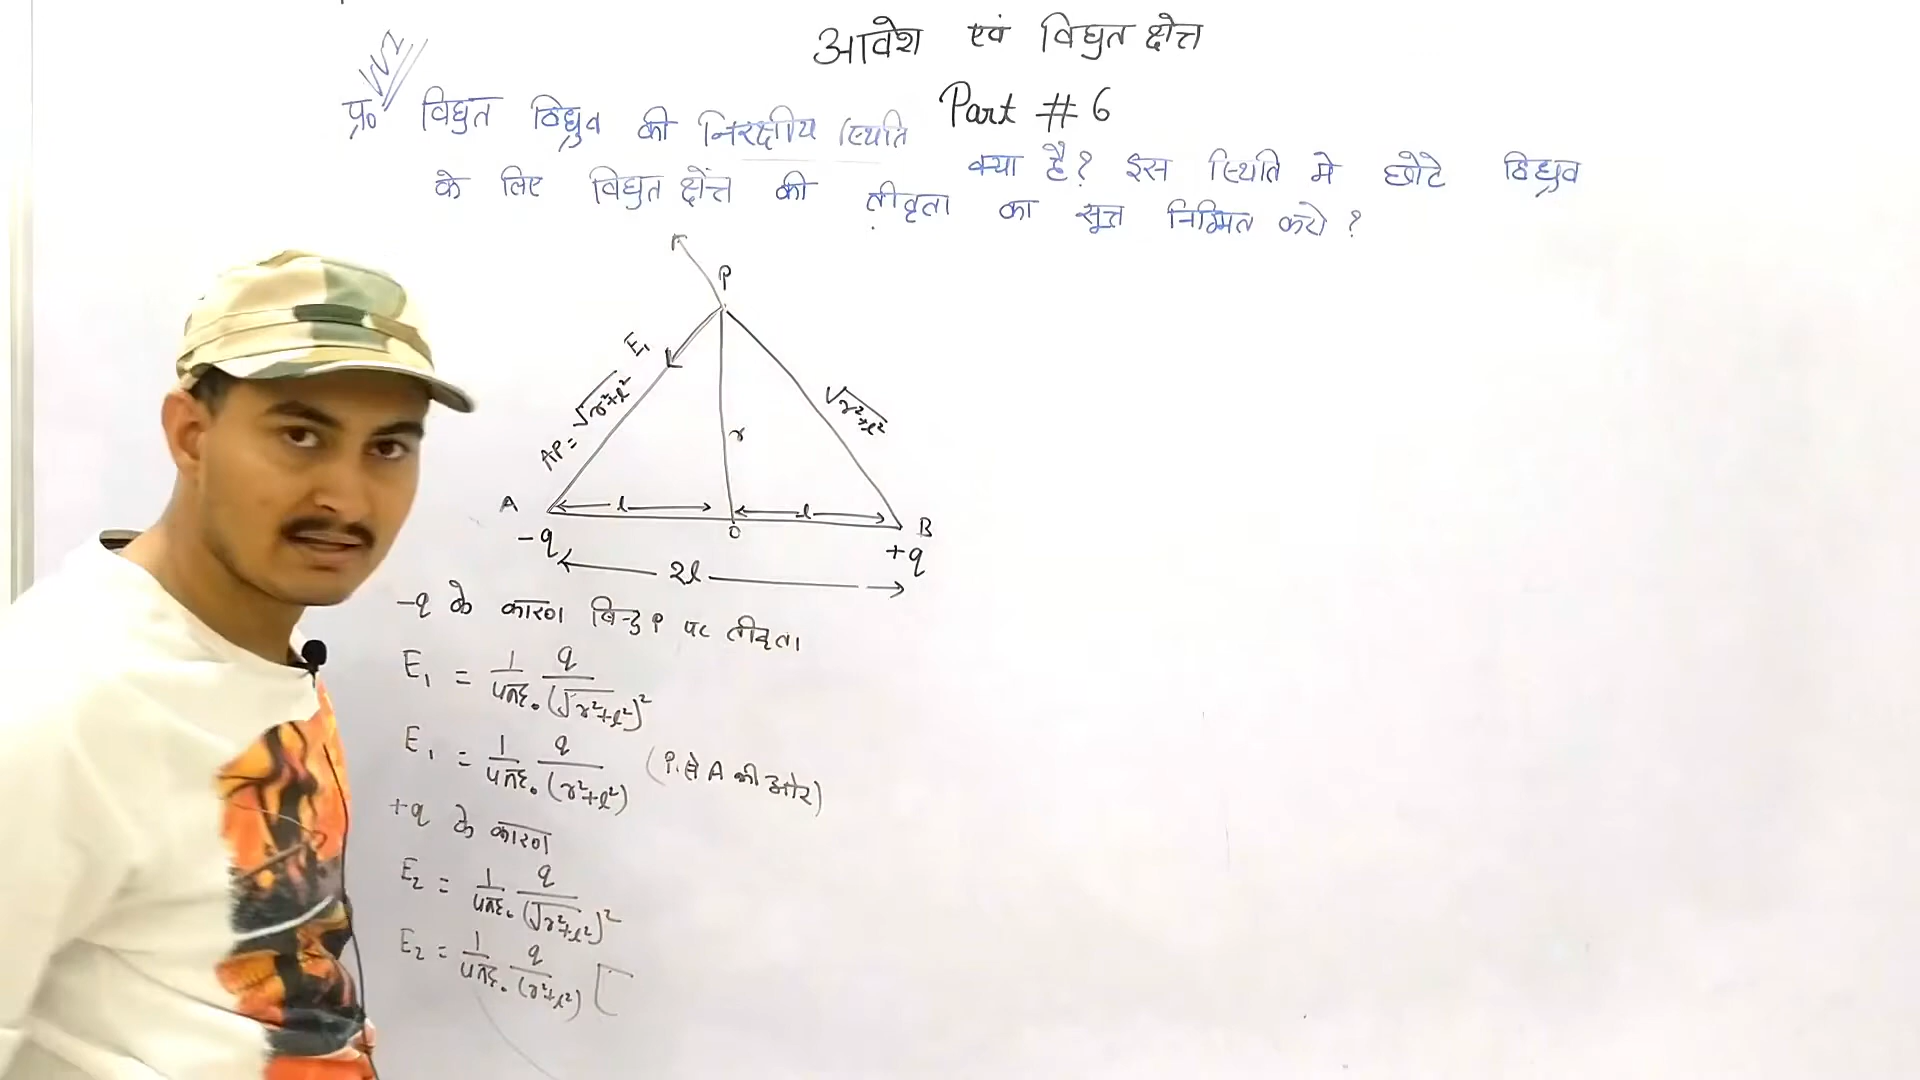 आवेश एवं विद्युत क्षेत्र
Part # 6
प्र० विद्युत द्विध्रुव की निरक्षीय स्थिति क्या है? इस स्थिति मे छोटे द्विध्रुव
के लिए विद्युत क्षेत्र की तीव्रता का सूत्र निगमित करो?
P
E₁
AP = √r²+l²
√r²+l²
r
A l l B
O
-q +q
2l
-q के कारण बिन्दु P पर तीव्रता
E₁ = 1/4πε₀ q/(√r²+l²)²
E₁ = 1/4πε₀ q/(r²+l²) (P से A की ओर)
+q के कारण
E₂ = 1/4πε₀ q/(√r²+l²)²
E₂ = 1/4πε₀ q/(r²+l²) [